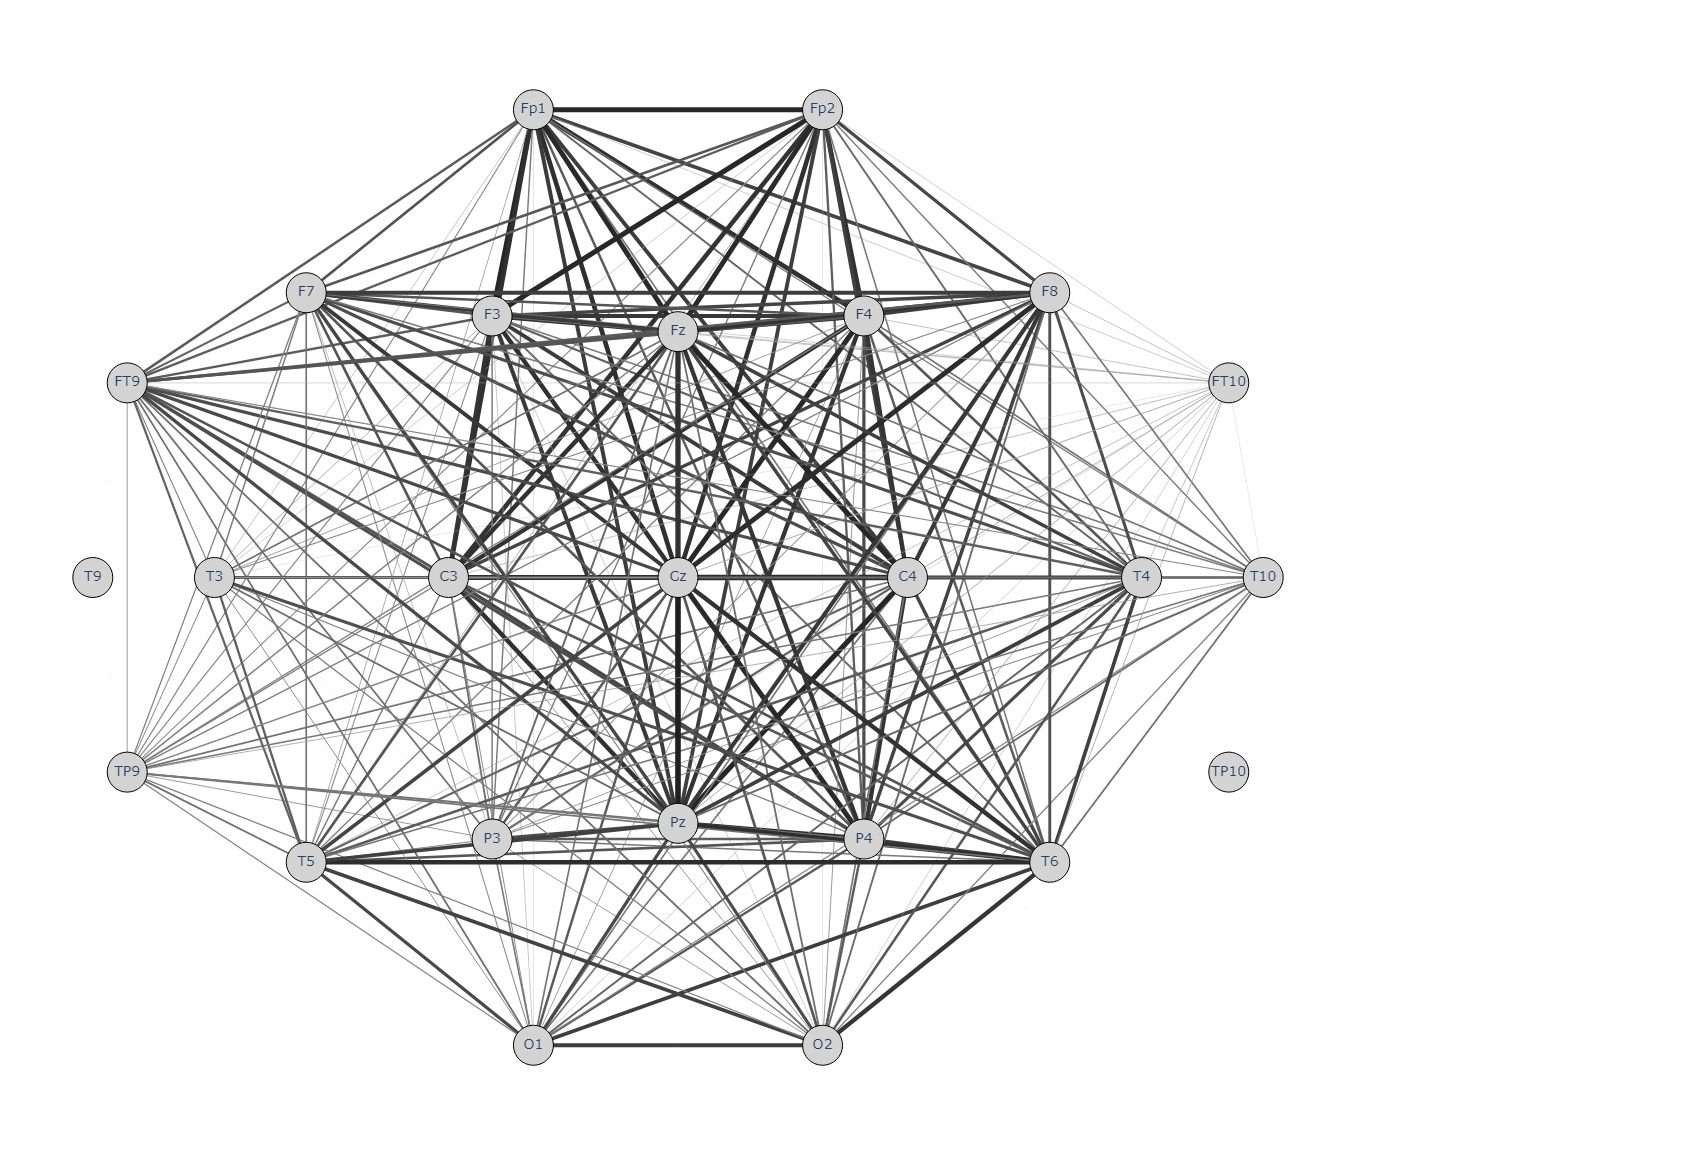 Fp1 Fp2
F7 F3 Fz F4 F8
FT9 FT10
T9 T3 C3 Cz C4 T4 T10
TP9 TP10
T5 P3 Pz P4 T6
O1 O2